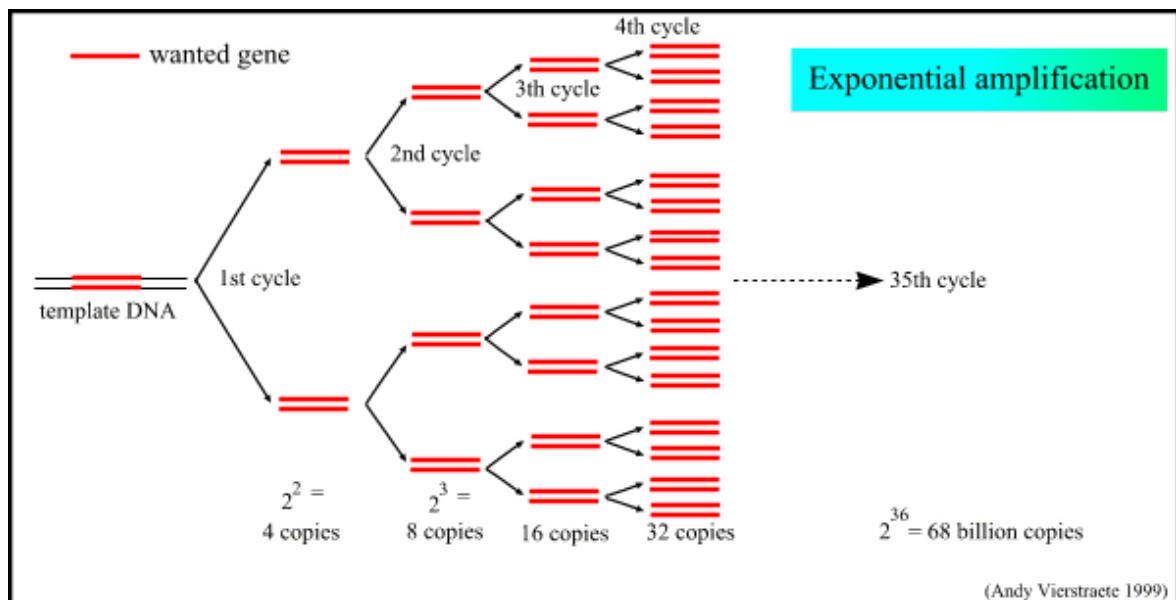 4th cycle
wanted gene
Exponential amplification
3th cycle
2nd cycle
1st cycle
35th cycle
template DNA
2^2 =
4 copies
2^3 =
8 copies
16 copies
32 copies
2^36 = 68 billion copies
(Andy Vierstraete 1999)